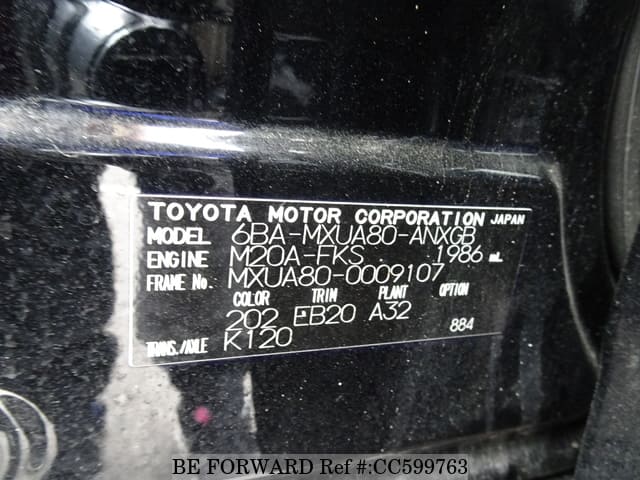 TOYOTA MOTOR CORPORATION JAPAN
MODEL 6BA-MXUA80-ANXGB
ENGINE M20A-FKS 1986 mL
FRAME No. MXUA80-0009107
COLOR TRIM PLANT OPTION
202 EB20 A32
TRANS./AXLE K120 884
BE FORWARD Ref #:CC599763